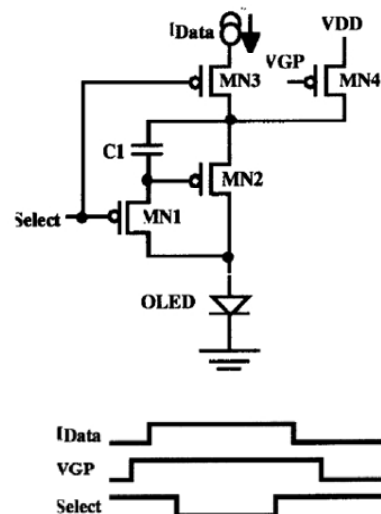 IData
VDD
VGP
MN3
MN4
C1
MN2
MN1
Select
OLED
IData
VGP
Select